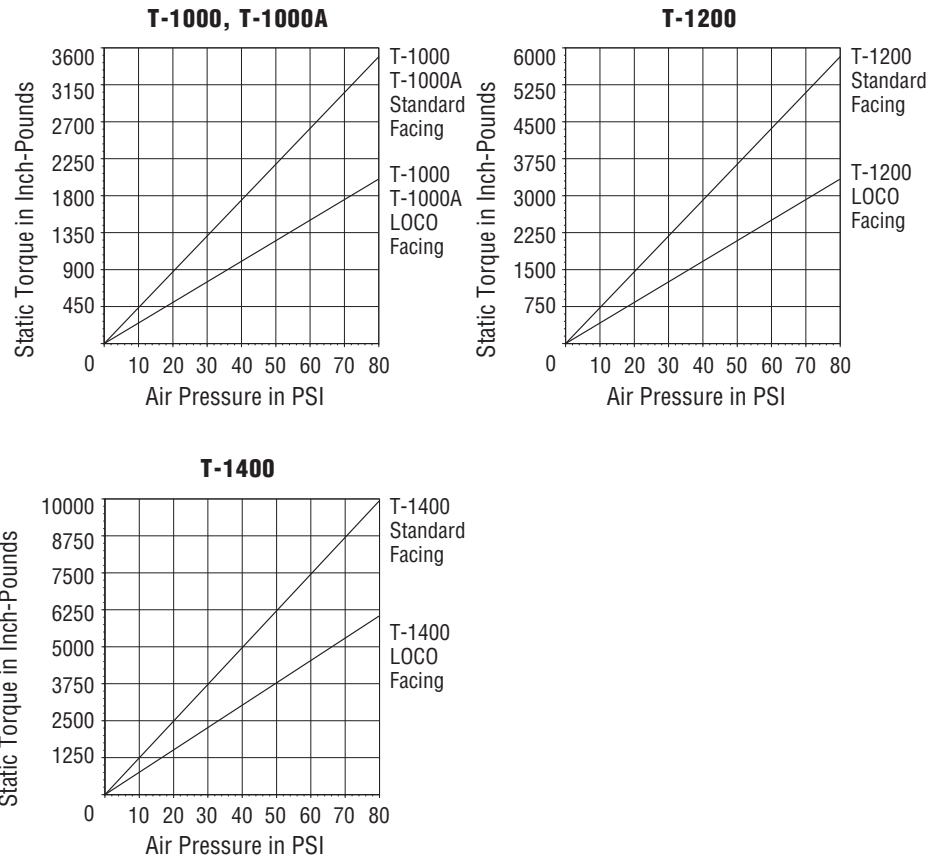 T-1000, T-1000A
Static Torque in Inch-Pounds
3600
3150
2700
2250
1800
1350
900
450
0
10 20 30 40 50 60 70 80
Air Pressure in PSI
T-1000
T-1000A
Standard
Facing
T-1000
T-1000A
LOCO
Facing
T-1200
Static Torque in Inch-Pounds
6000
5250
4500
3750
3000
2250
1500
750
0
10 20 30 40 50 60 70 80
Air Pressure in PSI
T-1200
Standard
Facing
T-1200
LOCO
Facing
T-1400
Static Torque in Inch-Pounds
10000
8750
7500
6250
5000
3750
2500
1250
0
10 20 30 40 50 60 70 80
Air Pressure in PSI
T-1400
Standard
Facing
T-1400
LOCO
Facing